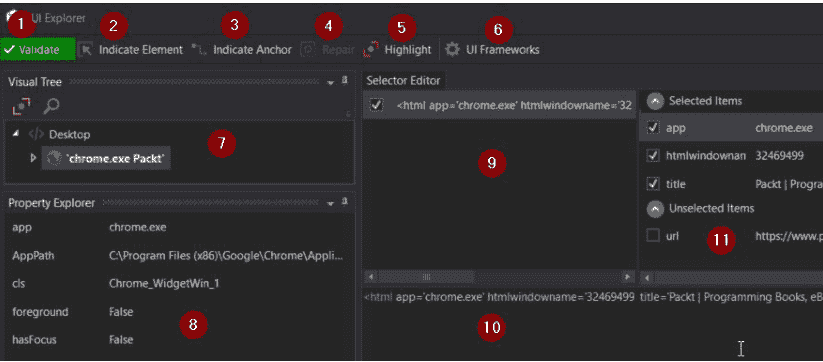 1 2 3 4 5 6
UI Explorer
Validate Indicate Element Indicate Anchor Repair Highlight UI Frameworks
Visual Tree
Desktop
'chrome.exe Packt'
7
Property Explorer
app chrome.exe
AppPath C:\Program Files (x86)\Google\Chrome\Appli...
cls Chrome_WidgetWin_1
foreground False
hasFocus False
8
Selector Editor
<html app='chrome.exe' htmlwindowname='32
9
Selected Items
app chrome.exe
htmlwindownan 32469499
title Packt | Progra
Unselected Items
url https://www.p
11
<html app='chrome.exe' htmlwindowname='32469499 title='Packt | Programming Books, eB
10